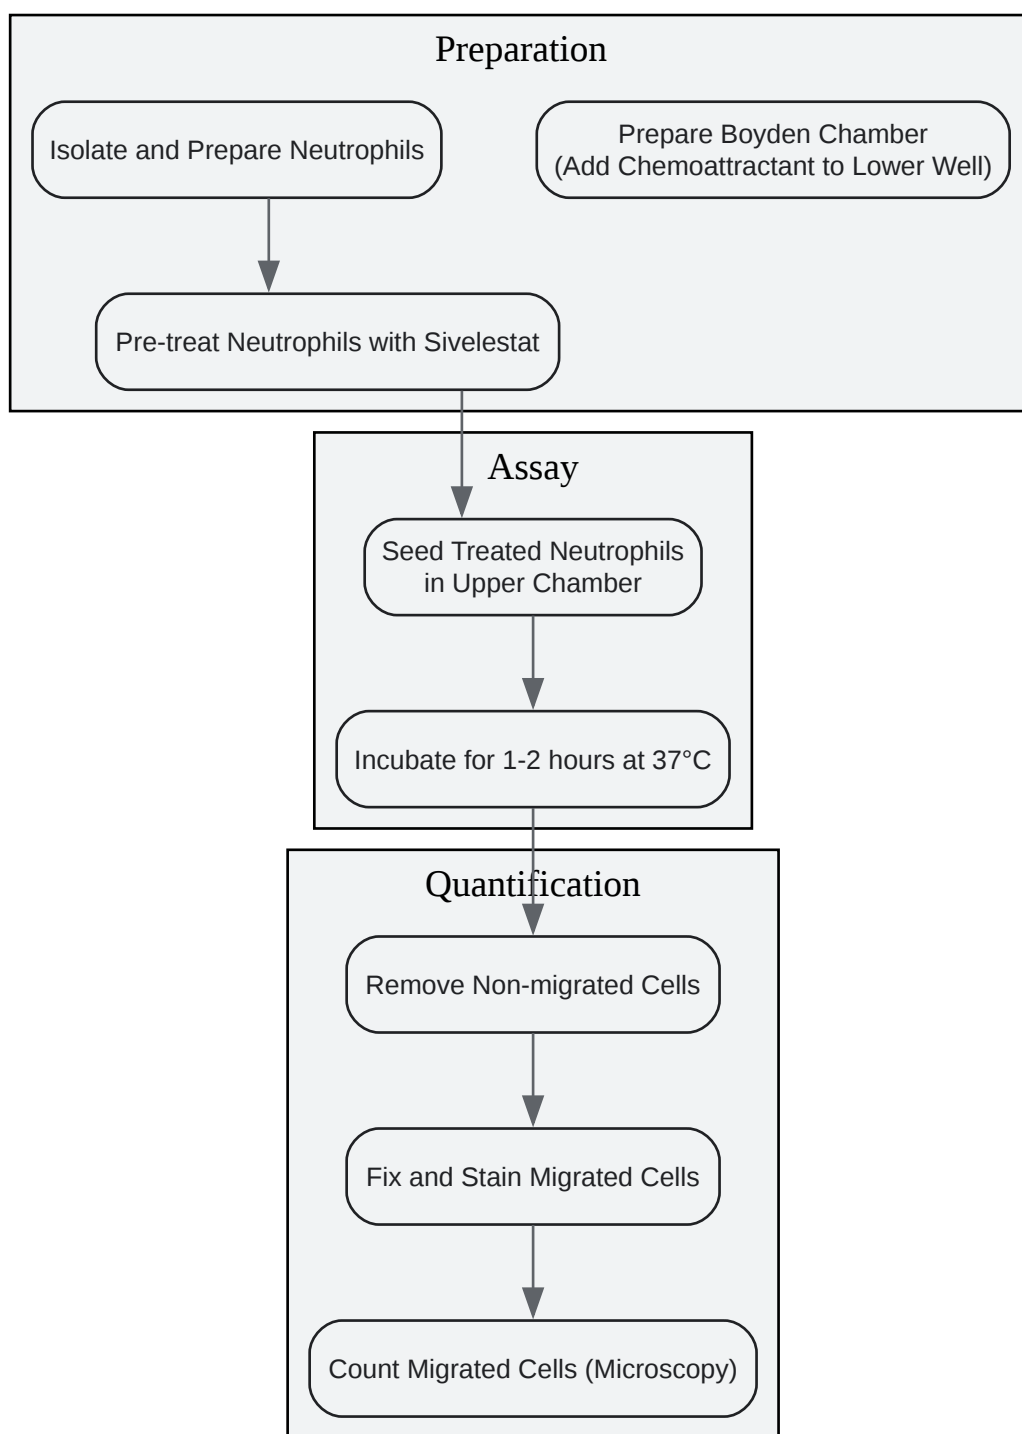 Preparation
Isolate and Prepare Neutrophils
Prepare Boyden Chamber
(Add Chemoattractant to Lower Well)
Pre-treat Neutrophils with Sivelestat
Assay
Seed Treated Neutrophils
in Upper Chamber
Incubate for 1-2 hours at 37°C
Quantification
Remove Non-migrated Cells
Fix and Stain Migrated Cells
Count Migrated Cells (Microscopy)